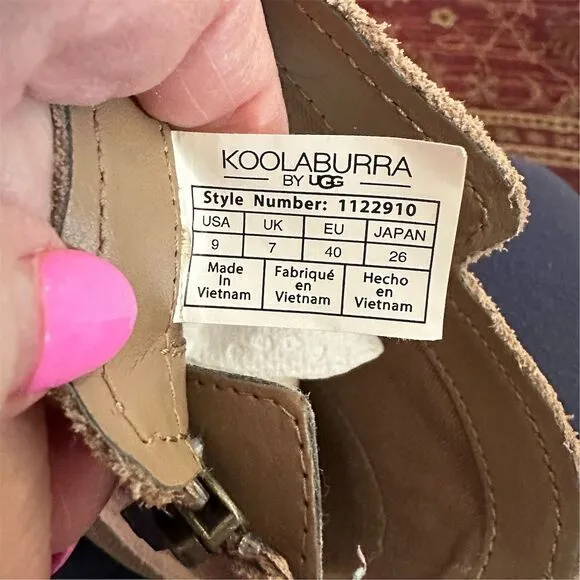 KOOLABURRA
BY UGG
Style Number: 1122910
USA UK EU JAPAN
9 7 40 26
Made Fabriqué Hecho
In en en
Vietnam Vietnam Vietnam